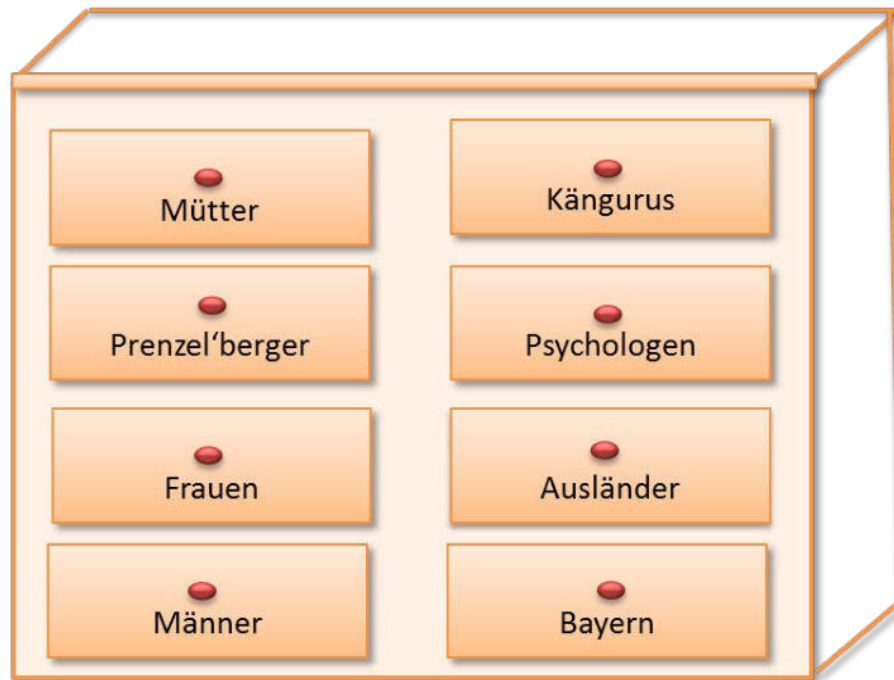 Mütter
Kängurus
Prenzel‘berger
Psychologen
Frauen
Ausländer
Männer
Bayern